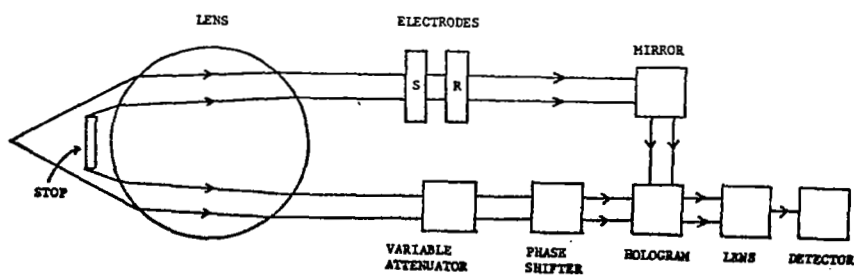 LENS
ELECTRODES
MIRROR
S
R
STOP
VARIABLE
ATTENUATOR
PHASE
SHIFTER
HOLOGRAM
LENS
DETECTOR